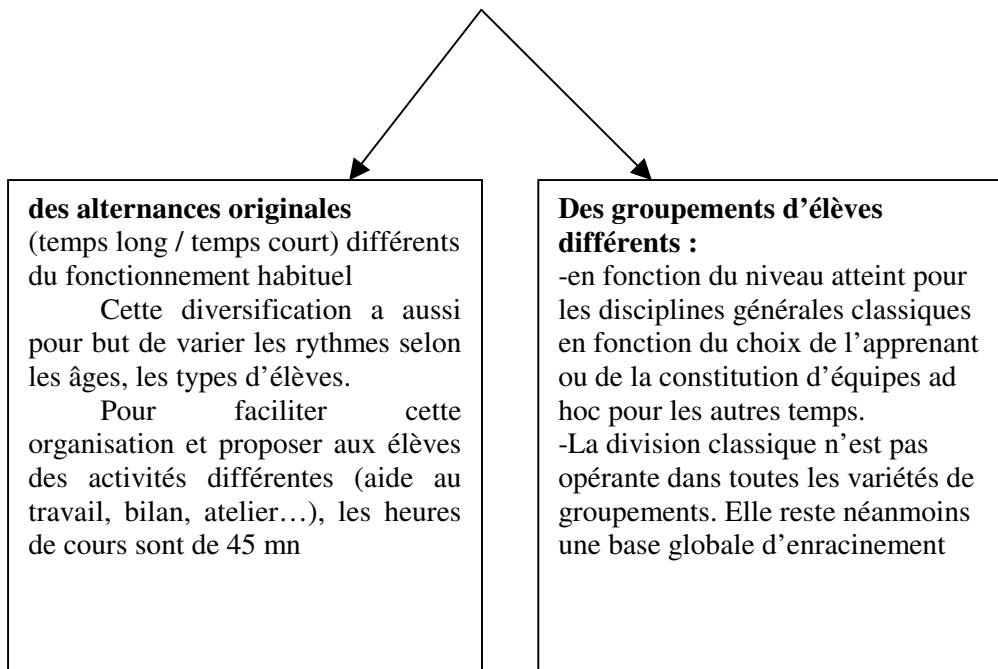 des alternances originales
(temps long / temps court) différents
du fonctionnement habituel
Cette diversification a aussi
pour but de varier les rythmes selon
les âges, les types d’élèves.
Pour faciliter cette
organisation et proposer aux élèves
des activités différentes (aide au
travail, bilan, atelier…), les heures
de cours sont de 45 mn
Des groupements d’élèves
différents :
-en fonction du niveau atteint pour
les disciplines générales classiques
en fonction du choix de l’apprenant
ou de la constitution d’équipes ad
hoc pour les autres temps.
-La division classique n’est pas
opérante dans toutes les variétés de
groupements. Elle reste néanmoins
une base globale d’enracinement